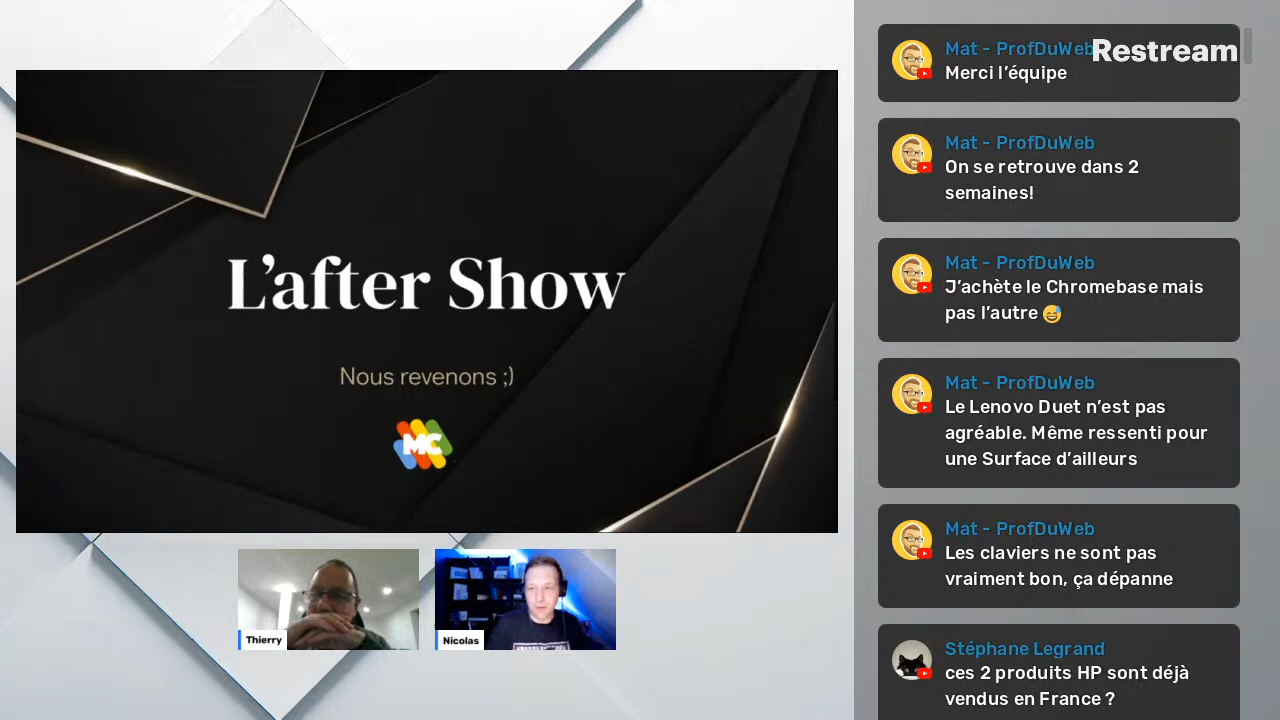 L'after Show
Nous revenons ;)
MC
Thierry
Nicolas
Restream
Mat - ProfDuWeb
Merci l'équipe
Mat - ProfDuWeb
On se retrouve dans 2
semaines!
Mat - ProfDuWeb
J'achète le Chromebase mais
pas l'autre 😅
Mat - ProfDuWeb
Le Lenovo Duet n'est pas
agréable. Même ressenti pour
une Surface d'ailleurs
Mat - ProfDuWeb
Les claviers ne sont pas
vraiment bon, ça dépanne
Stéphane Legrand
ces 2 produits HP sont déjà
vendus en France ?